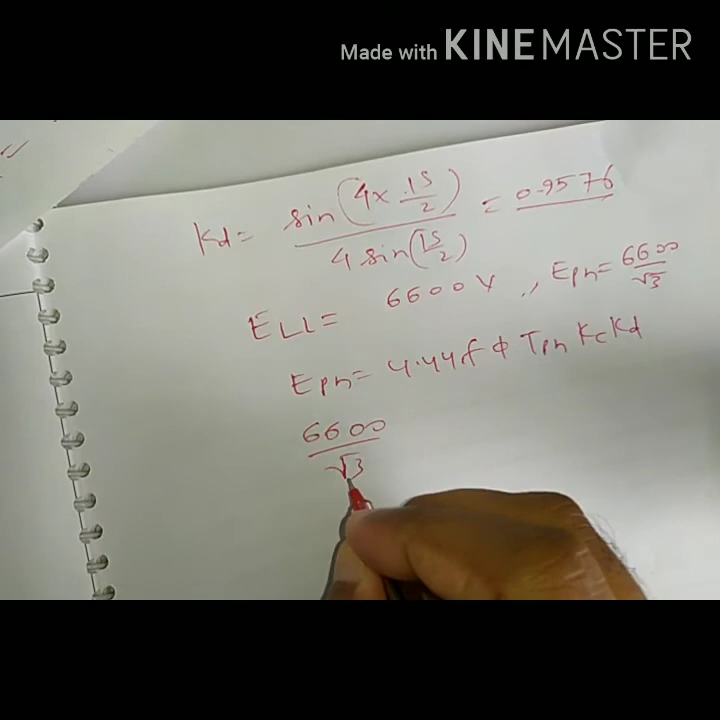 Made with KINEMASTER
Kd = sin(4 x 15/2) / 4 sin(15/2) = 0.9576
ELL = 6600 V , Eph = 6600/√3
Eph = 4.44 f φ Tph Kc Kd
6600/√3